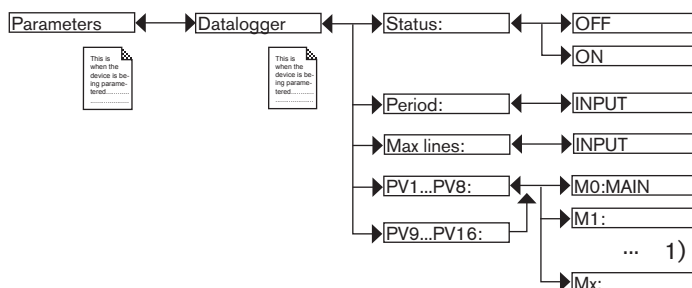 Parameters
Datalogger
Status:
OFF
ON
This is
when the
device is be-
ing parame-
tered............
......................
This is
when the
device is be-
ing parame-
tered............
......................
Period:
INPUT
Max lines:
INPUT
PV1...PV8:
M0:MAIN
PV9...PV16:
M1:
... 1)
Mx: